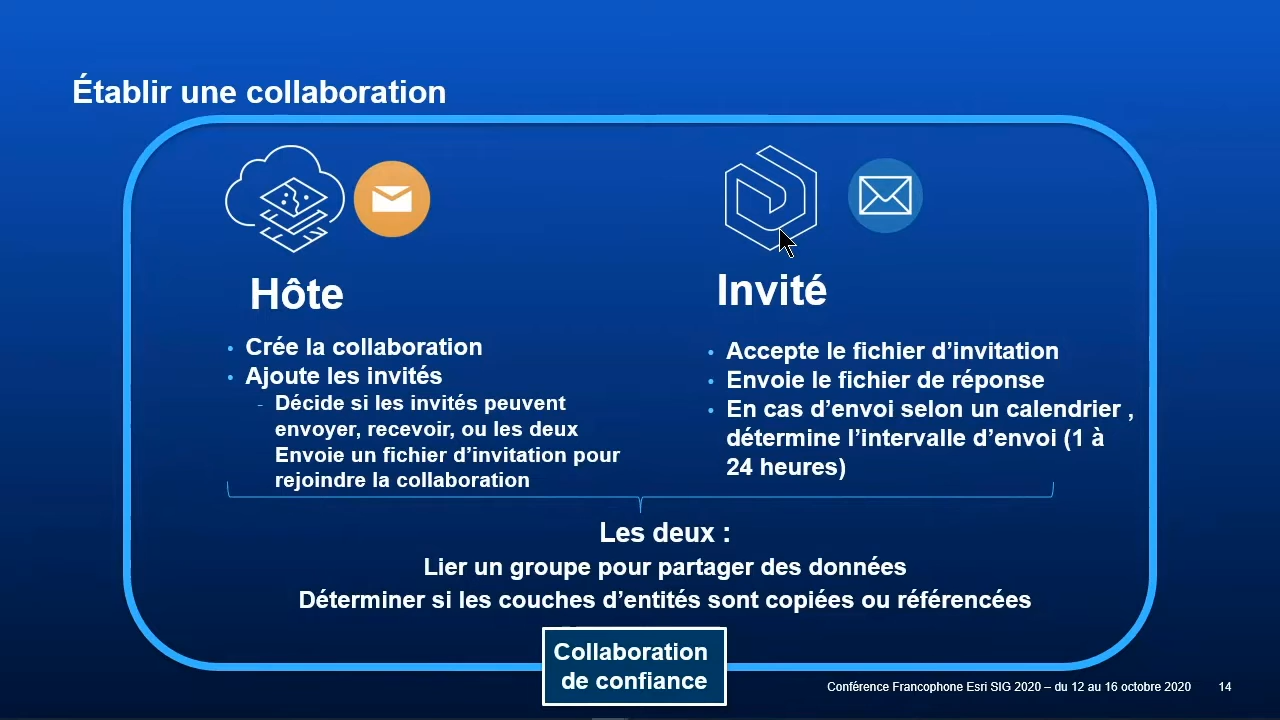 Établir une collaboration
Hôte
• Crée la collaboration
• Ajoute les invités
- Décide si les invités peuvent
envoyer, recevoir, ou les deux
Envoie un fichier d’invitation pour
rejoindre la collaboration
Invité
• Accepte le fichier d’invitation
• Envoie le fichier de réponse
• En cas d’envoi selon un calendrier ,
détermine l’intervalle d’envoi (1 à
24 heures)
Les deux :
Lier un groupe pour partager des données
Déterminer si les couches d’entités sont copiées ou référencées
Collaboration
de confiance
Conférence Francophone Esri SIG 2020 – du 12 au 16 octobre 2020 14